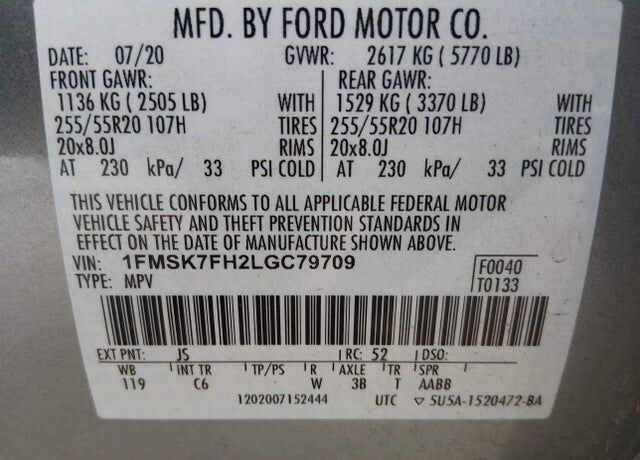 MFD. BY FORD MOTOR CO.
DATE: 07/20 GVWR: 2617 KG ( 5770 LB)
FRONT GAWR: REAR GAWR:
1136 KG ( 2505 LB) WITH 1529 KG ( 3370 LB) WITH
255/55R20 107H TIRES 255/55R20 107H TIRES
20x8.0J RIMS 20x8.0J RIMS
AT 230 kPa/ 33 PSI COLD AT 230 kPa/ 33 PSI COLD
THIS VEHICLE CONFORMS TO ALL APPLICABLE FEDERAL MOTOR
VEHICLE SAFETY AND THEFT PREVENTION STANDARDS IN
EFFECT ON THE DATE OF MANUFACTURE SHOWN ABOVE.
VIN: 1FMSK7FH2LGC79709 F0040
TYPE: MPV T0133
EXT PNT: JS RC: 52 DSO:
WB INT TR TP/PS R AXLE TR SPR
119 C6 W 3B T AABB
1202007152444 UTC ▽ 5U5A-1520472-BA